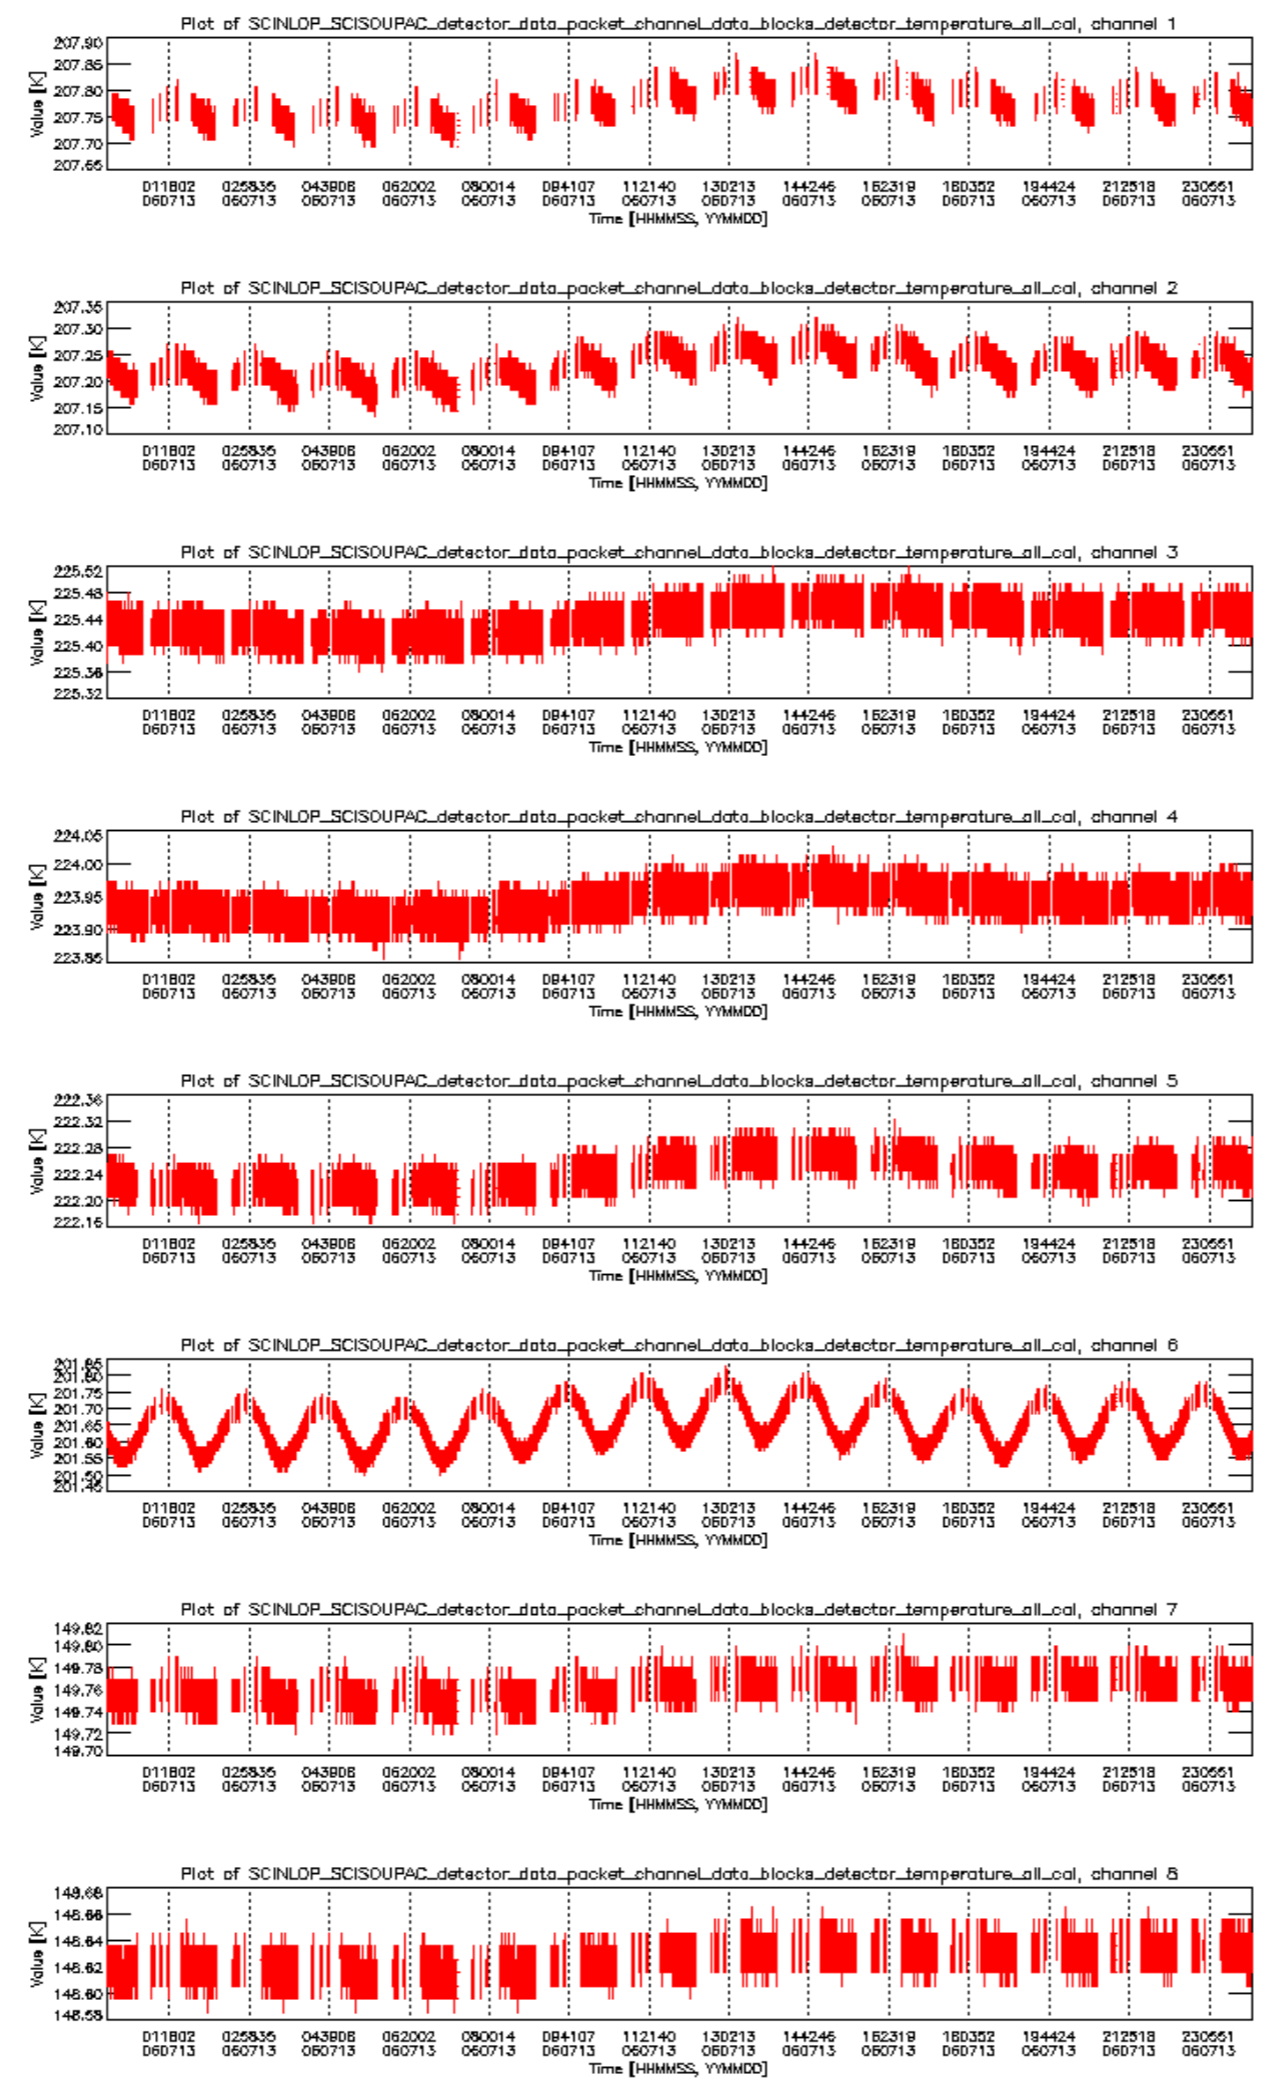 Plot of SCINLOP_SCISOUPAC_detector_data_packet_channel_data_blocks_detector_temperature_all_cal, channel 1
207.90
207.85
207.80
207.75
207.70
207.65
Value [K]
011802 025835 043908 062002 080014 094107 112140 130213 144246 162319 180352 194424 212518 230551
060713 060713 060713 060713 060713 060713 060713 060713 060713 060713 060713 060713 060713 060713
Time [HHMMSS, YYMMDD]
Plot of SCINLOP_SCISOUPAC_detector_data_packet_channel_data_blocks_detector_temperature_all_cal, channel 2
207.35
207.30
207.25
207.20
207.15
207.10
Value [K]
011802 025835 043908 062002 080014 094107 112140 130213 144246 162319 180352 194424 212518 230551
060713 060713 060713 060713 060713 060713 060713 060713 060713 060713 060713 060713 060713 060713
Time [HHMMSS, YYMMDD]
Plot of SCINLOP_SCISOUPAC_detector_data_packet_channel_data_blocks_detector_temperature_all_cal, channel 3
225.52
225.48
225.44
225.40
225.36
225.32
Value [K]
011802 025835 043908 062002 080014 094107 112140 130213 144246 162319 180352 194424 212518 230551
060713 060713 060713 060713 060713 060713 060713 060713 060713 060713 060713 060713 060713 060713
Time [HHMMSS, YYMMDD]
Plot of SCINLOP_SCISOUPAC_detector_data_packet_channel_data_blocks_detector_temperature_all_cal, channel 4
224.05
224.00
223.95
223.90
223.85
Value [K]
011802 025835 043908 062002 080014 094107 112140 130213 144246 162319 180352 194424 212518 230551
060713 060713 060713 060713 060713 060713 060713 060713 060713 060713 060713 060713 060713 060713
Time [HHMMSS, YYMMDD]
Plot of SCINLOP_SCISOUPAC_detector_data_packet_channel_data_blocks_detector_temperature_all_cal, channel 5
222.36
222.32
222.28
222.24
222.20
222.16
Value [K]
011802 025835 043908 062002 080014 094107 112140 130213 144246 162319 180352 194424 212518 230551
060713 060713 060713 060713 060713 060713 060713 060713 060713 060713 060713 060713 060713 060713
Time [HHMMSS, YYMMDD]
Plot of SCINLOP_SCISOUPAC_detector_data_packet_channel_data_blocks_detector_temperature_all_cal, channel 6
201.85
201.80
201.75
201.70
201.65
201.60
201.55
201.50
201.45
Value [K]
011802 025835 043908 062002 080014 094107 112140 130213 144246 162319 180352 194424 212518 230551
060713 060713 060713 060713 060713 060713 060713 060713 060713 060713 060713 060713 060713 060713
Time [HHMMSS, YYMMDD]
Plot of SCINLOP_SCISOUPAC_detector_data_packet_channel_data_blocks_detector_temperature_all_cal, channel 7
149.82
149.80
149.78
149.76
149.74
149.72
149.70
Value [K]
011802 025835 043908 062002 080014 094107 112140 130213 144246 162319 180352 194424 212518 230551
060713 060713 060713 060713 060713 060713 060713 060713 060713 060713 060713 060713 060713 060713
Time [HHMMSS, YYMMDD]
Plot of SCINLOP_SCISOUPAC_detector_data_packet_channel_data_blocks_detector_temperature_all_cal, channel 8
148.68
148.66
148.64
148.62
148.60
148.58
Value [K]
011802 025835 043908 062002 080014 094107 112140 130213 144246 162319 180352 194424 212518 230551
060713 060713 060713 060713 060713 060713 060713 060713 060713 060713 060713 060713 060713 060713
Time [HHMMSS, YYMMDD]